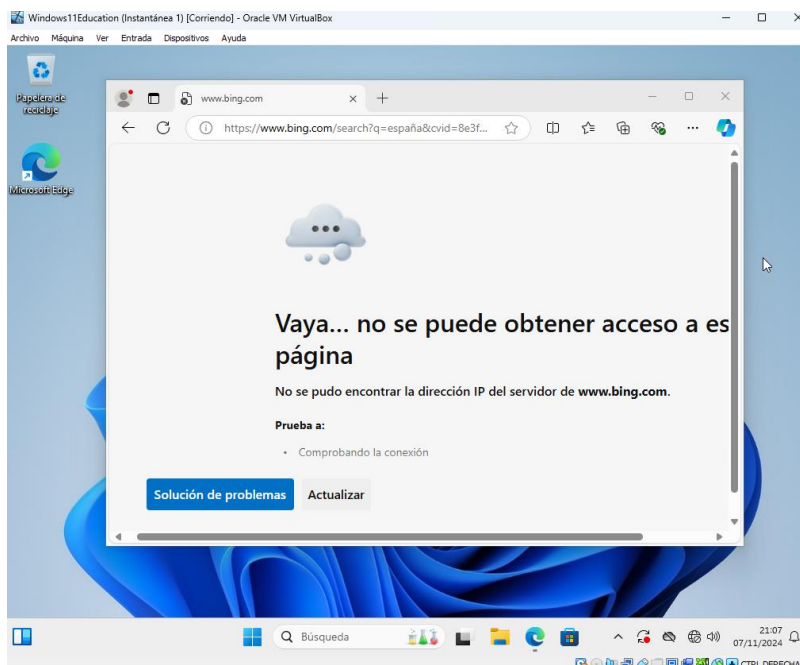 Windows11Education (Instantánea 1) [Corriendo] - Oracle VM VirtualBox
Archivo Máquina Ver Entrada Dispositivos Ayuda
Papelera de
reciclaje
Microsoft Edge
www.bing.com
https://www.bing.com/search?q=españa&cvid=8e3f...
Vaya... no se puede obtener acceso a es
página
No se pudo encontrar la dirección IP del servidor de www.bing.com.
Prueba a:
• Comprobando la conexión
Solución de problemas Actualizar
Búsqueda
21:07
07/11/2024
CTRL DERECHA